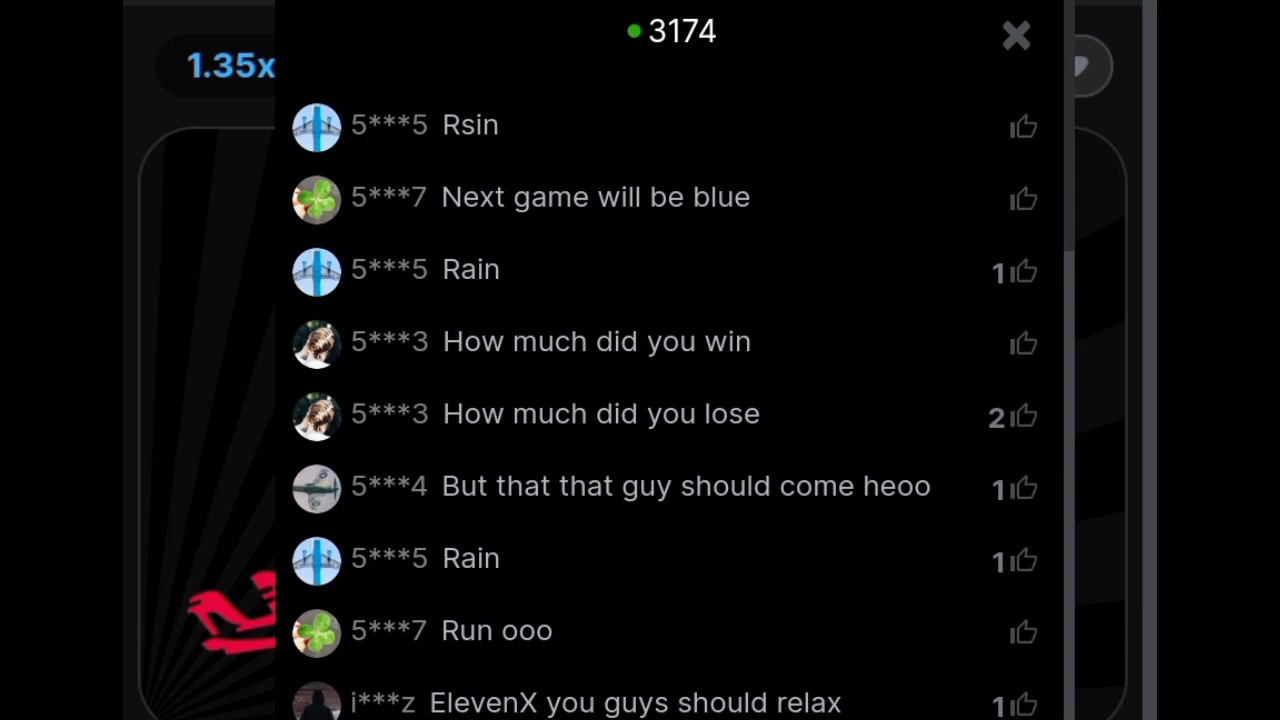 3174
1.35x
5***5 Rsin
5***7 Next game will be blue
5***5 Rain 1
5***3 How much did you win
5***3 How much did you lose 2
5***4 But that that guy should come heoo 1
5***5 Rain 1
5***7 Run ooo
i***z ElevenX you guys should relax 1